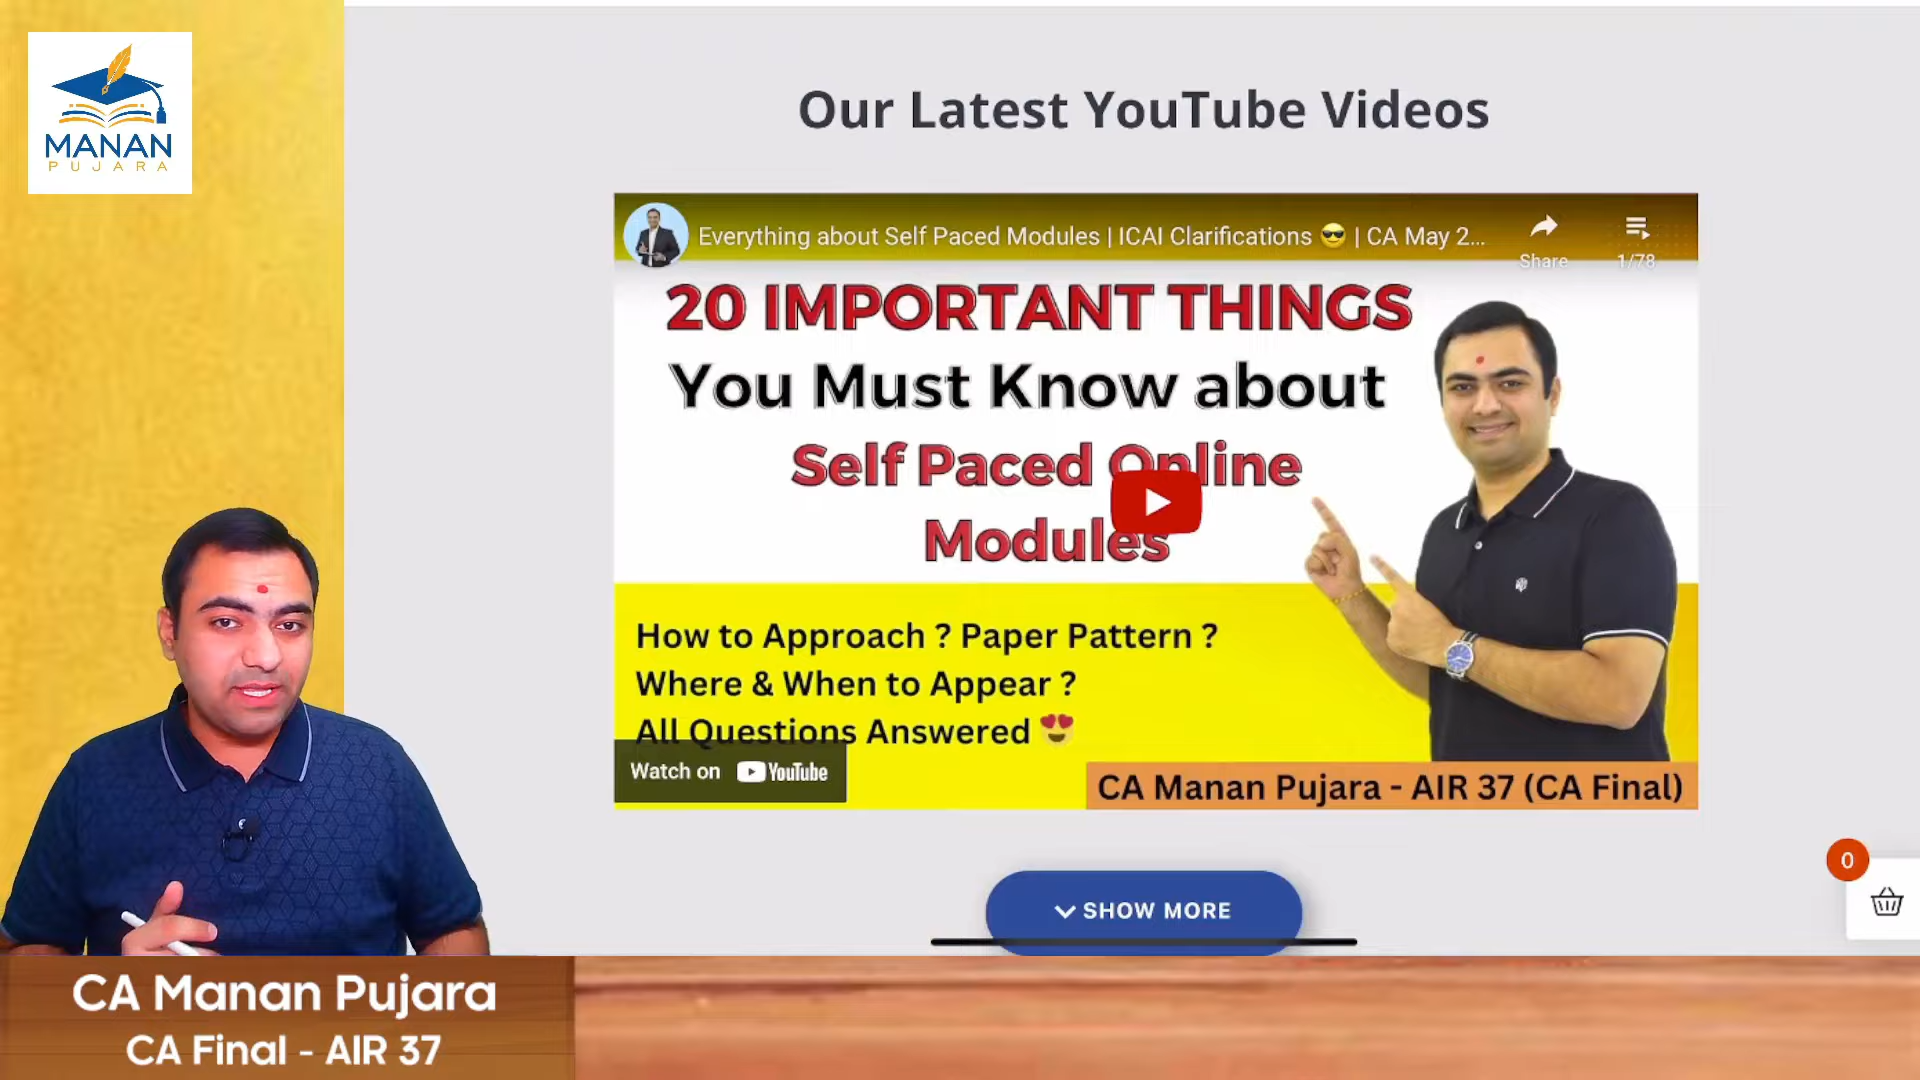 MANAN
PUJARA
Our Latest YouTube Videos
Everything about Self Paced Modules | ICAI Clarifications 😎 | CA May 2...
Share
1/78
20 IMPORTANT THINGS
You Must Know about
Self Paced Online
Modules
How to Approach ? Paper Pattern ?
Where & When to Appear ?
All Questions Answered 😍
Watch on YouTube
CA Manan Pujara - AIR 37 (CA Final)
0
SHOW MORE
CA Manan Pujara
CA Final - AIR 37